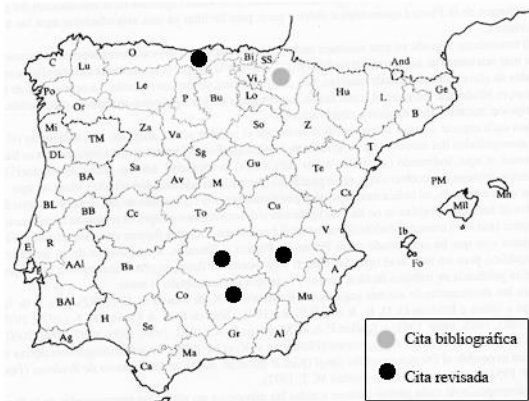 C Lu O Bi SS And
Po Or Le P Bu Vi Lo Hu L Ge
B
Mi TM Za Va So Z T
DL Sg
BA Sa Av M Gu Te
BL BB Cc To Cu Cs PM Mll Mn
E R V Ib
AAl Ba A Fo
BAl Co Mu
H Se Gr Al
Ag Ca Ma
Cita bibliográfica
Cita revisada